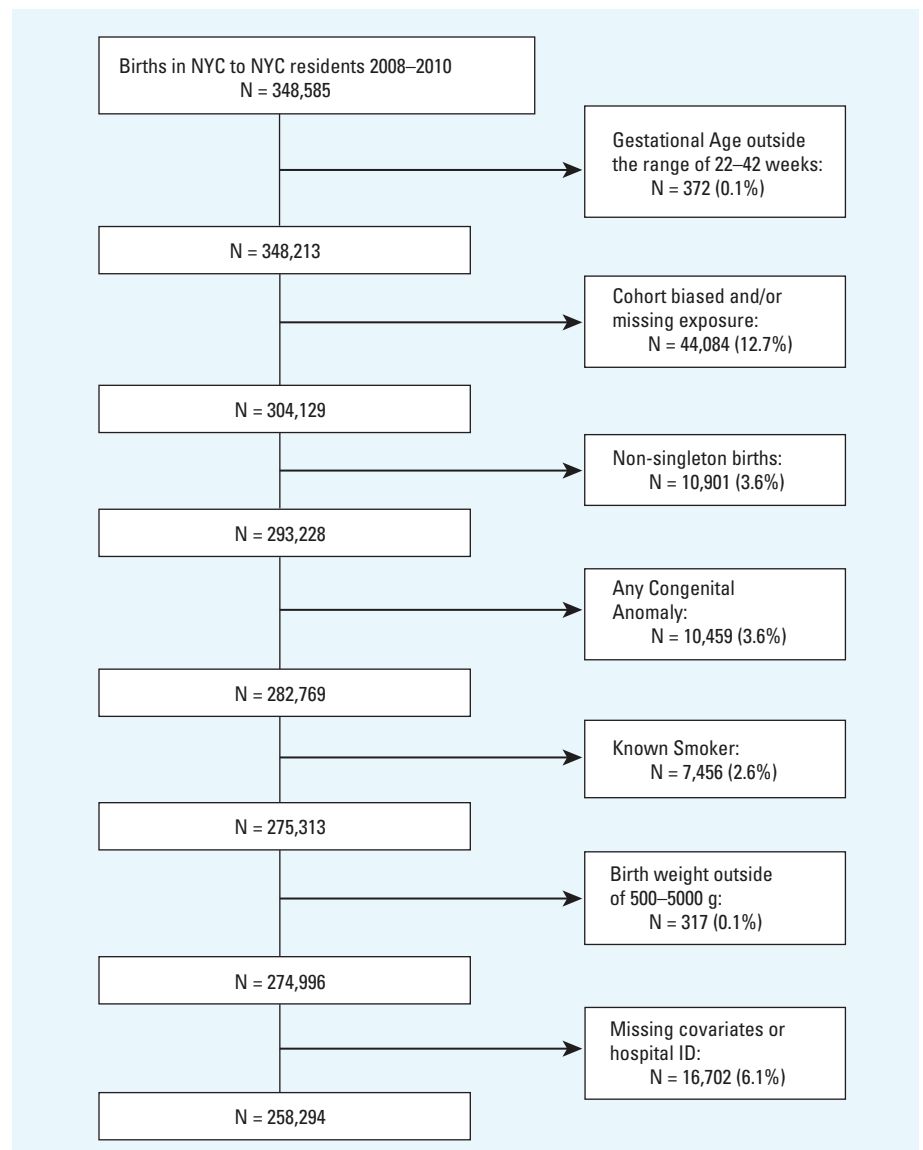 Births in NYC to NYC residents 2008–2010
N = 348,585
Gestational Age outside
the range of 22–42 weeks:
N = 372 (0.1%)
N = 348,213
Cohort biased and/or
missing exposure:
N = 44,084 (12.7%)
N = 304,129
Non-singleton births:
N = 10,901 (3.6%)
N = 293,228
Any Congenital
Anomaly:
N = 10,459 (3.6%)
N = 282,769
Known Smoker:
N = 7,456 (2.6%)
N = 275,313
Birth weight outside
of 500–5000 g:
N = 317 (0.1%)
N = 274,996
Missing covariates or
hospital ID:
N = 16,702 (6.1%)
N = 258,294